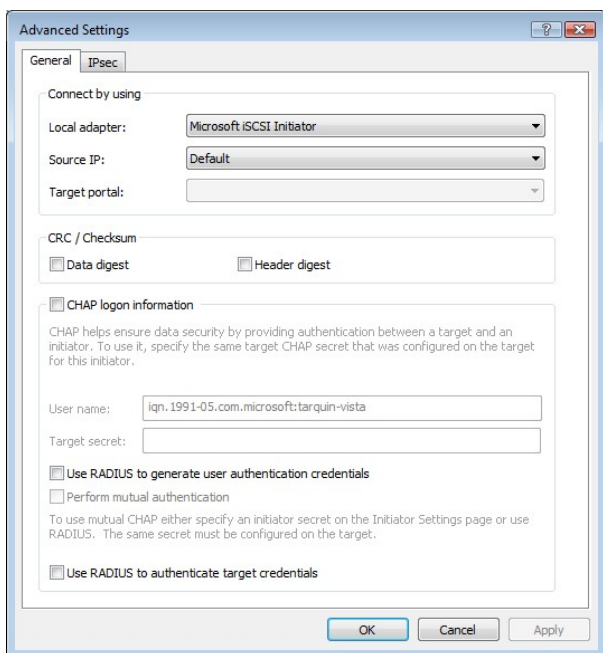 Advanced Settings
General IPsec
Connect by using
Local adapter: Microsoft iSCSI Initiator
Source IP: Default
Target portal:
CRC / Checksum
Data digest Header digest
CHAP logon information
CHAP helps ensure data security by providing authentication between a target and an
initiator. To use it, specify the same target CHAP secret that was configured on the target
for this initiator.
User name: iqn.1991-05.com.microsoft:tarquin-vista
Target secret:
Use RADIUS to generate user authentication credentials
Perform mutual authentication
To use mutual CHAP either specify an initiator secret on the Initiator Settings page or use
RADIUS. The same secret must be configured on the target.
Use RADIUS to authenticate target credentials
OK Cancel Apply